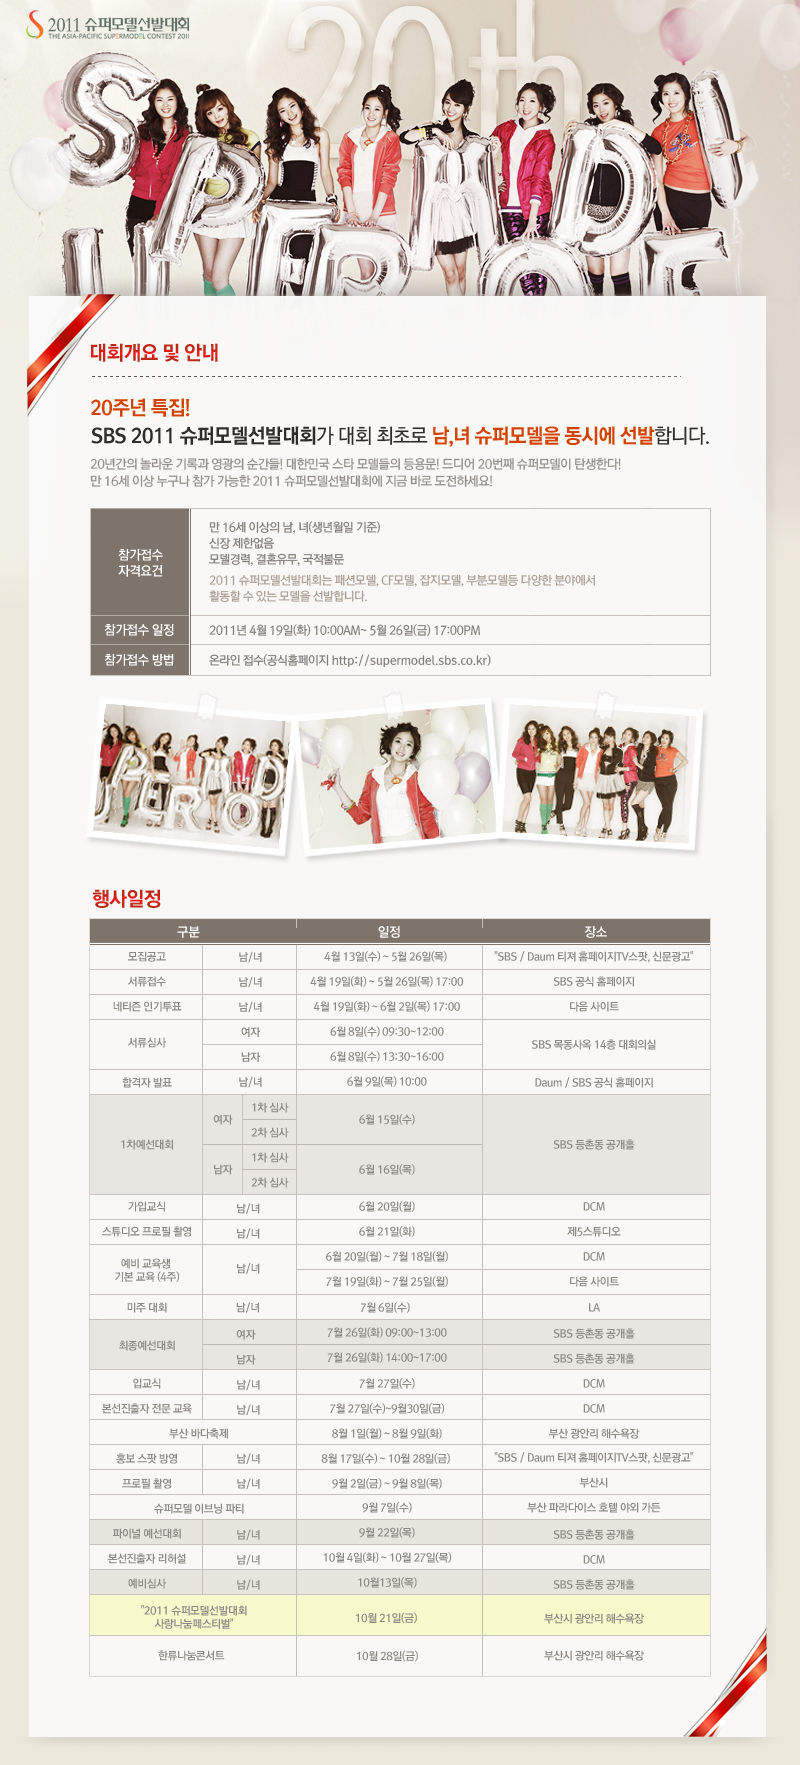 2011 슈퍼모델선발대회
THE ASIA-PACIFIC SUPERMODEL CONTEST 2011
20th
SUPERMODEL
대회개요 및 안내
20주년 특집!
SBS 2011 슈퍼모델선발대회가 대회 최초로 남,녀 슈퍼모델을 동시에 선발합니다.
20년간의 놀라운 기록과 영광의 순간들! 대한민국 스타 모델들의 등용문! 드디어 20번째 슈퍼모델이 탄생한다!
만 16세 이상 누구나 참가 가능한 2011 슈퍼모델선발대회에 지금 바로 도전하세요!
참가접수
자격요건
만 16세 이상의 남, 녀(생년월일 기준)
신장 제한없음
모델경력, 결혼유무, 국적불문
2011 슈퍼모델선발대회는 패션모델, CF모델, 잡지모델, 부분모델등 다양한 분야에서
활동할 수 있는 모델을 선발합니다.
참가접수 일정 2011년 4월 19일(화) 10:00AM~ 5월 26일(금) 17:00PM
참가접수 방법 온라인 접수(공식홈페이지 http://supermodel.sbs.co.kr)
행사일정
구분 일정 장소
모집공고 남/녀 4월 13일(수) ~ 5월 26일(목) "SBS / Daum 티져 홈페이지TV스팟, 신문광고"
서류접수 남/녀 4월 19일(화) ~ 5월 26일(목) 17:00 SBS 공식 홈페이지
네티즌 인기투표 남/녀 4월 19일(화) ~ 6월 2일(목) 17:00 다음 사이트
서류심사 여자 6월 8일(수) 09:30~12:00 SBS 목동사옥 14층 대회의실
남자 6월 8일(수) 13:30~16:00
합격자 발표 남/녀 6월 9일(목) 10:00 Daum / SBS 공식 홈페이지
1차예선대회 여자 1차 심사 6월 15일(수) SBS 등촌동 공개홀
2차 심사
남자 1차 심사 6월 16일(목)
2차 심사
가입교식 남/녀 6월 20일(월) DCM
스튜디오 프로필 촬영 남/녀 6월 21일(화) 제5스튜디오
예비 교육생
기본 교육 (4주) 남/녀 6월 20일(월) ~ 7월 18일(월) DCM
7월 19일(화) ~ 7월 25일(월) 다음 사이트
미주 대회 남/녀 7월 6일(수) LA
최종예선대회 여자 7월 26일(화) 09:00~13:00 SBS 등촌동 공개홀
남자 7월 26일(화) 14:00~17:00 SBS 등촌동 공개홀
입교식 남/녀 7월 27일(수) DCM
본선진출자 전문 교육 남/녀 7월 27일(수)~9월30일(금) DCM
부산 바다축제 8월 1일(월) ~ 8월 9일(화) 부산 광안리 해수욕장
홍보 스팟 방영 남/녀 8월 17일(수) ~ 10월 28일(금) "SBS / Daum 티져 홈페이지TV스팟, 신문광고"
프로필 촬영 남/녀 9월 2일(금) ~ 9월 8일(목) 부산시
슈퍼모델 이브닝 파티 9월 7일(수) 부산 파라다이스 호텔 야외 가든
파이널 예선대회 남/녀 9월 22일(목) SBS 등촌동 공개홀
본선진출자 리허설 남/녀 10월 4일(화) ~ 10월 27일(목) DCM
예비심사 남/녀 10월13일(목) SBS 등촌동 공개홀
"2011 슈퍼모델선발대회
사랑나눔페스티벌" 10월 21일(금) 부산시 광안리 해수욕장
한류나눔콘서트 10월 28일(금) 부산시 광안리 해수욕장